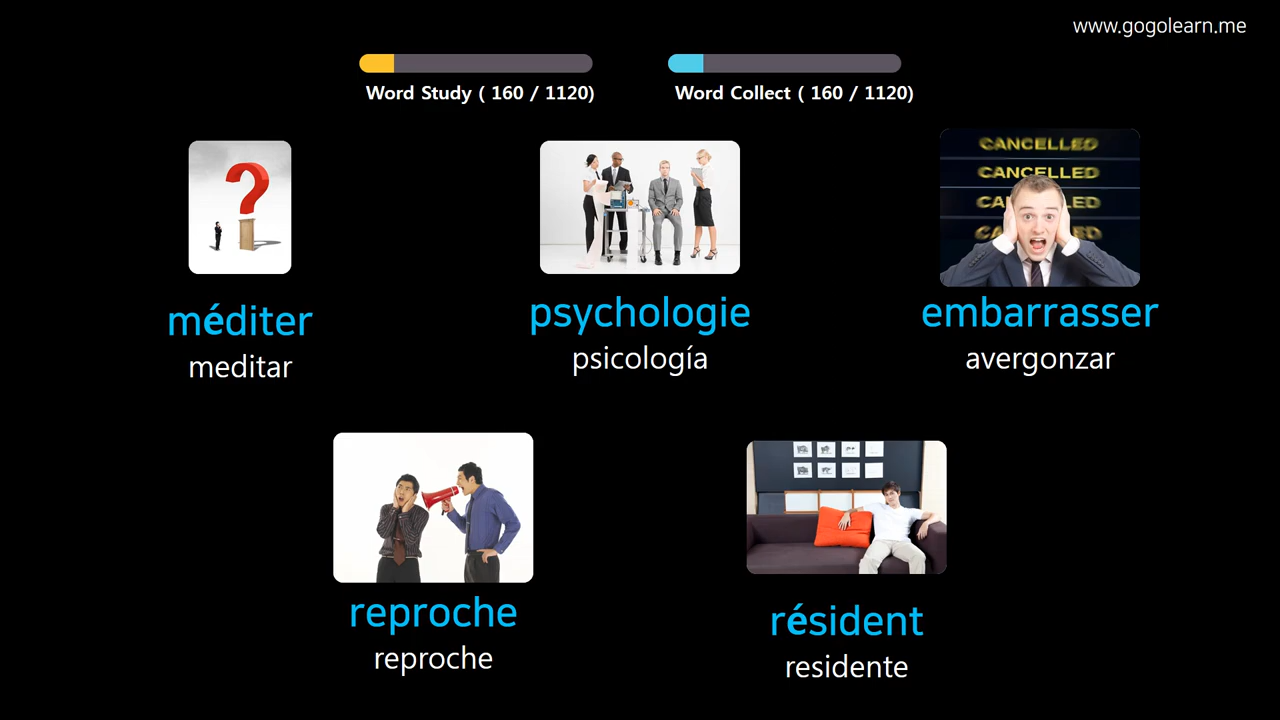 www.gogolearn.me
Word Study ( 160 / 1120)
Word Collect ( 160 / 1120)
CANCELLED
CANCELLED
CANCELLED
méditer
meditar
psychologie
psicología
embarrasser
avergonzar
reproche
reproche
résident
residente